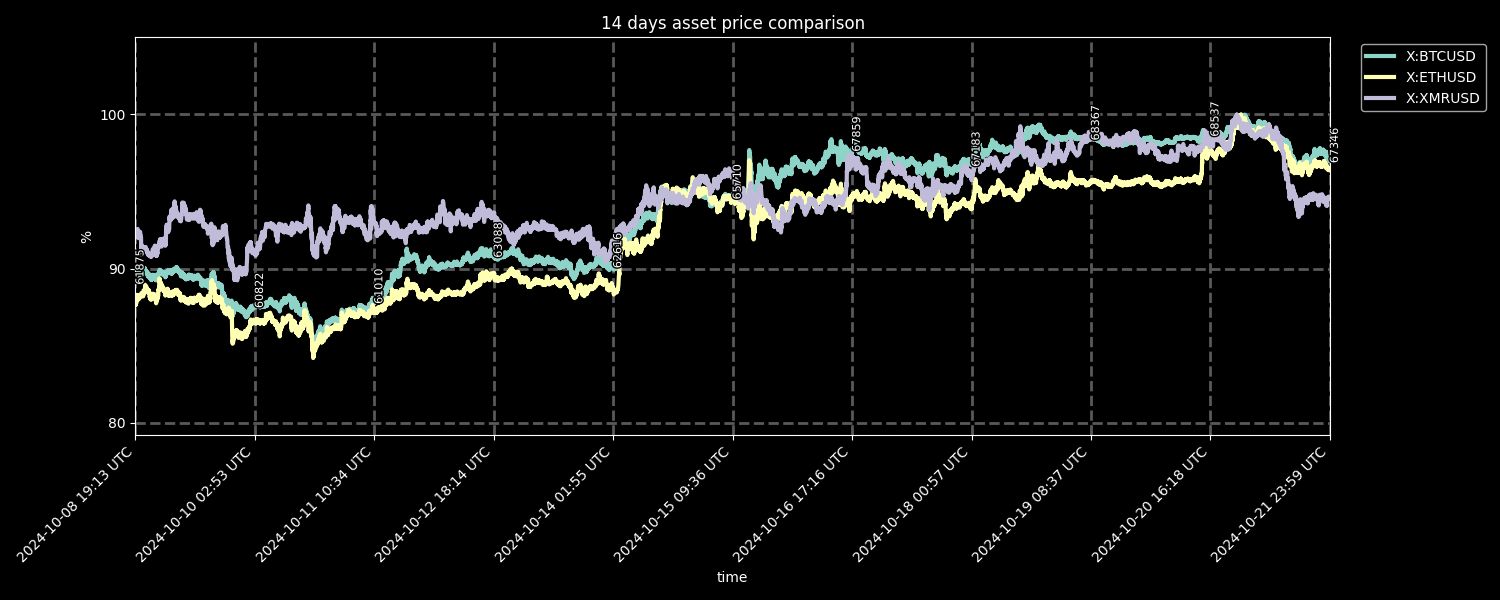 14 days asset price comparison
X:BTCUSD
X:ETHUSD
X:XMRUSD
%
100
90
80
61875
60822
61010
63088
62616
65710
67859
67183
68367
68537
67346
2024-10-08 19:13 UTC
2024-10-10 02:53 UTC
2024-10-11 10:34 UTC
2024-10-12 18:14 UTC
2024-10-14 01:55 UTC
2024-10-15 09:36 UTC
2024-10-16 17:16 UTC
2024-10-18 00:57 UTC
2024-10-19 08:37 UTC
2024-10-20 16:18 UTC
2024-10-21 23:59 UTC
time